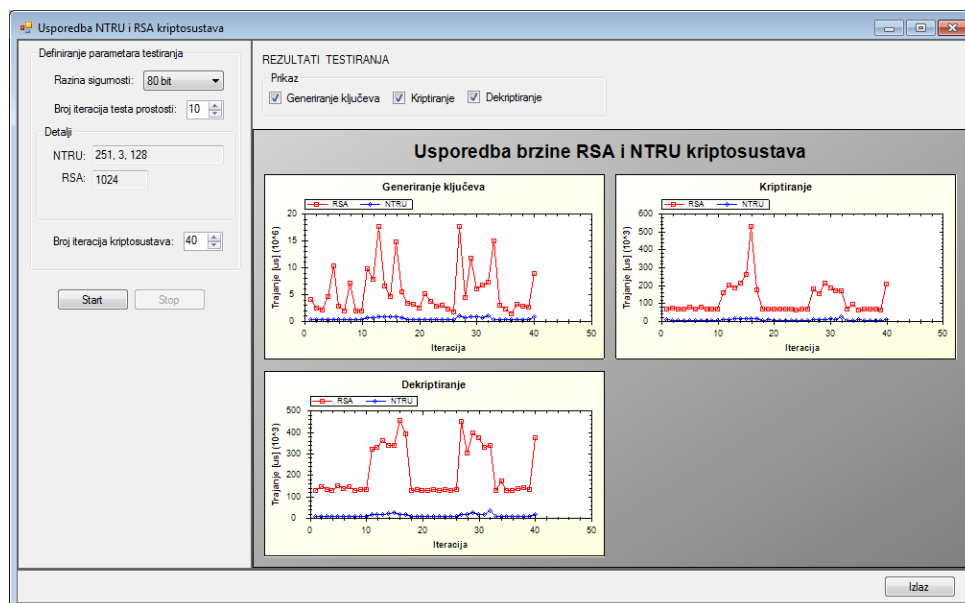 Usporedba NTRU i RSA kriptosustava
Definiranje parametara testiranja
Razina sigurnosti: 80 bit
Broj iteracija testa prostosti: 10
Detalji
NTRU: 251, 3, 128
RSA: 1024
Broj iteracija kriptosustava: 40
Start Stop
REZULTATI TESTIRANJA
Prikaz
Generiranje ključeva Kriptiranje Dekriptiranje
Usporedba brzine RSA i NTRU kriptosustava
Generiranje ključeva
RSA NTRU
Trajanje [us] (10^6)
20
15
10
5
0
0 10 20 30 40 50
Iteracija
Kriptiranje
RSA NTRU
Trajanje [us] (10^3)
600
500
400
300
200
100
0
0 10 20 30 40 50
Iteracija
Dekriptiranje
RSA NTRU
Trajanje [us] (10^3)
500
400
300
200
100
0
0 10 20 30 40 50
Iteracija
Izlaz